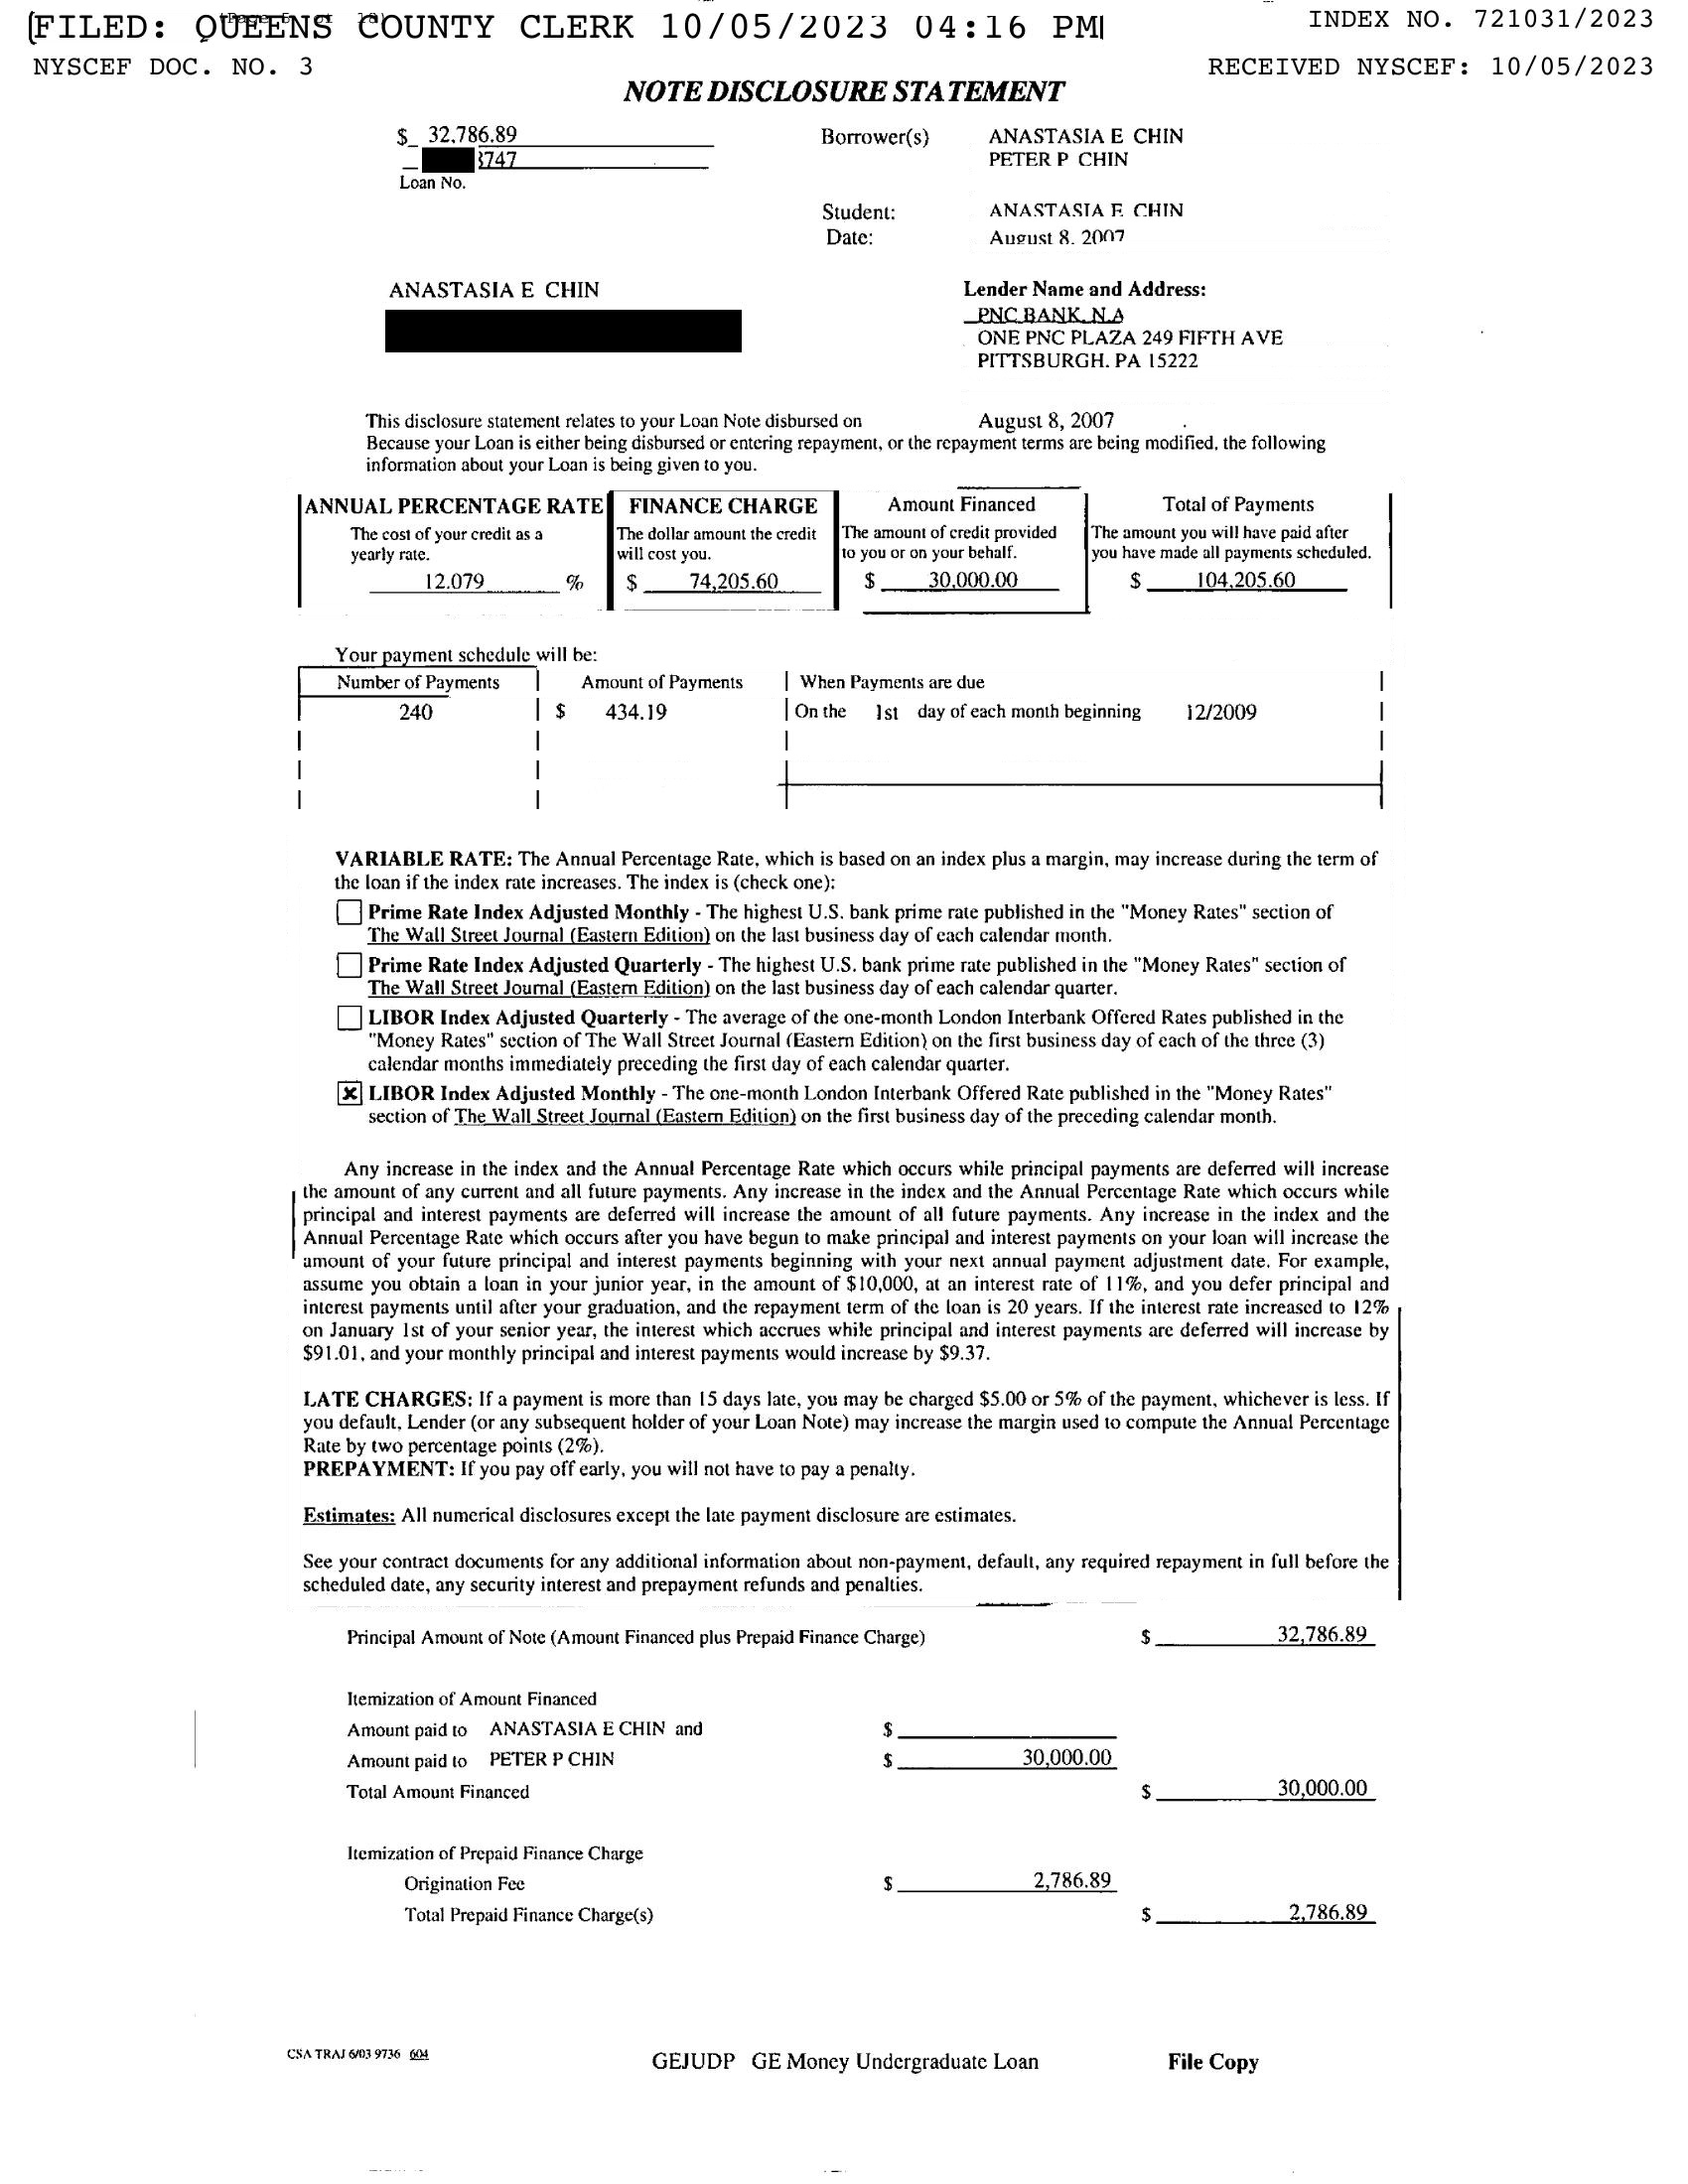 FILED: QUEENS COUNTY CLERK 10/05/2023 04:16 PM
INDEX NO. 721031/2023
NYSCEF DOC. NO. 3
RECEIVED NYSCEF: 10/05/2023
NOTE DISCLOSURE STATEMENT
$ 32,786.89
Borrower(s) ANASTASIA E CHIN
3747
PETER P CHIN
Loan No.
Student: ANASTASIA E CHIN
Date: August 8, 2007
ANASTASIA E CHIN
Lender Name and Address:
PNC BANK, N.A
ONE PNC PLAZA 249 FIFTH AVE
PITTSBURGH, PA 15222
This disclosure statement relates to your Loan Note disbursed on August 8, 2007 .
Because your Loan is either being disbursed or entering repayment, or the repayment terms are being modified, the following
information about your Loan is being given to you.
ANNUAL PERCENTAGE RATE FINANCE CHARGE Amount Financed Total of Payments
The cost of your credit as a The dollar amount the credit The amount of credit provided The amount you will have paid after
yearly rate. will cost you. to you or on your behalf. you have made all payments scheduled.
12.079 % $ 74,205.60 $ 30,000.00 $ 104,205.60
Your payment schedule will be:
Number of Payments Amount of Payments When Payments are due
240 $ 434.19 On the 1st day of each month beginning 12/2009
VARIABLE RATE: The Annual Percentage Rate, which is based on an index plus a margin, may increase during the term of
the loan if the index rate increases. The index is (check one):
Prime Rate Index Adjusted Monthly - The highest U.S. bank prime rate published in the "Money Rates" section of
The Wall Street Journal (Eastern Edition) on the last business day of each calendar month.
Prime Rate Index Adjusted Quarterly - The highest U.S. bank prime rate published in the "Money Rates" section of
The Wall Street Journal (Eastern Edition) on the last business day of each calendar quarter.
LIBOR Index Adjusted Quarterly - The average of the one-month London Interbank Offered Rates published in the
"Money Rates" section of The Wall Street Journal (Eastern Edition) on the first business day of each of the three (3)
calendar months immediately preceding the first day of each calendar quarter.
X LIBOR Index Adjusted Monthly - The one-month London Interbank Offered Rate published in the "Money Rates"
section of The Wall Street Journal (Eastern Edition) on the first business day of the preceding calendar month.
Any increase in the index and the Annual Percentage Rate which occurs while principal payments are deferred will increase
the amount of any current and all future payments. Any increase in the index and the Annual Percentage Rate which occurs while
principal and interest payments are deferred will increase the amount of all future payments. Any increase in the index and the
Annual Percentage Rate which occurs after you have begun to make principal and interest payments on your loan will increase the
amount of your future principal and interest payments beginning with your next annual payment adjustment date. For example,
assume you obtain a loan in your junior year, in the amount of $10,000, at an interest rate of 11%, and you defer principal and
interest payments until after your graduation, and the repayment term of the loan is 20 years. If the interest rate increased to 12%
on January 1st of your senior year, the interest which accrues while principal and interest payments are deferred will increase by
$91.01, and your monthly principal and interest payments would increase by $9.37.
LATE CHARGES: If a payment is more than 15 days late, you may be charged $5.00 or 5% of the payment, whichever is less. If
you default, Lender (or any subsequent holder of your Loan Note) may increase the margin used to compute the Annual Percentage
Rate by two percentage points (2%).
PREPAYMENT: If you pay off early, you will not have to pay a penalty.
Estimates: All numerical disclosures except the late payment disclosure are estimates.
See your contract documents for any additional information about non-payment, default, any required repayment in full before the
scheduled date, any security interest and prepayment refunds and penalties.
Principal Amount of Note (Amount Financed plus Prepaid Finance Charge) $ 32,786.89
Itemization of Amount Financed
Amount paid to ANASTASIA E CHIN and $
Amount paid to PETER P CHIN $ 30,000.00
Total Amount Financed $ 30,000.00
Itemization of Prepaid Finance Charge
Origination Fee $ 2,786.89
Total Prepaid Finance Charge(s) $ 2,786.89
CSA TRAJ 6/03 9736 604
GEJUDP GE Money Undergraduate Loan File Copy